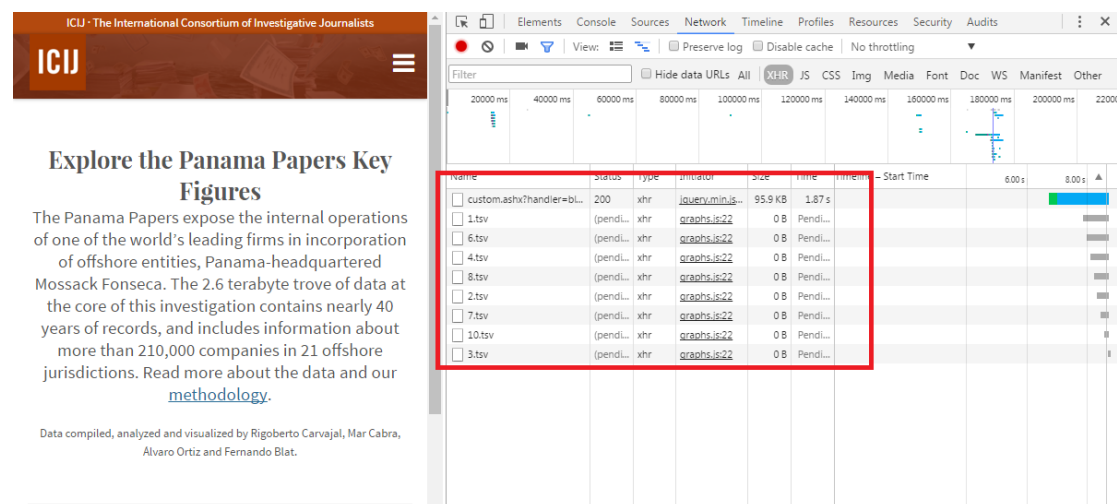 ICIJ · The International Consortium of Investigative Journalists
ICIJ
Explore the Panama Papers Key
Figures
The Panama Papers expose the internal operations
of one of the world's leading firms in incorporation
of offshore entities, Panama-headquartered
Mossack Fonseca. The 2.6 terabyte trove of data at
the core of this investigation contains nearly 40
years of records, and includes information about
more than 210,000 companies in 21 offshore
jurisdictions. Read more about the data and our
methodology.
Data compiled, analyzed and visualized by Rigoberto Carvajal, Mar Cabra,
Alvaro Ortiz and Fernando Blat.
Elements Console Sources Network Timeline Profiles Resources Security Audits
View: Preserve log Disable cache No throttling
Filter Hide data URLs All XHR JS CSS Img Media Font Doc WS Manifest Other
20000 ms 40000 ms 60000 ms 80000 ms 100000 ms 120000 ms 140000 ms 160000 ms 180000 ms 200000 ms 2200
Name Status Type Initiator Size Time Timeline – Start Time 6.00 s 8.00 s
custom.ashx?handler=bl... 200 xhr jquery.min.js... 95.9 KB 1.87 s
1.tsv (pendi... xhr graphs.js:22 0 B Pendi...
6.tsv (pendi... xhr graphs.js:22 0 B Pendi...
4.tsv (pendi... xhr graphs.js:22 0 B Pendi...
8.tsv (pendi... xhr graphs.js:22 0 B Pendi...
2.tsv (pendi... xhr graphs.js:22 0 B Pendi...
7.tsv (pendi... xhr graphs.js:22 0 B Pendi...
10.tsv (pendi... xhr graphs.js:22 0 B Pendi...
3.tsv (pendi... xhr graphs.js:22 0 B Pendi...